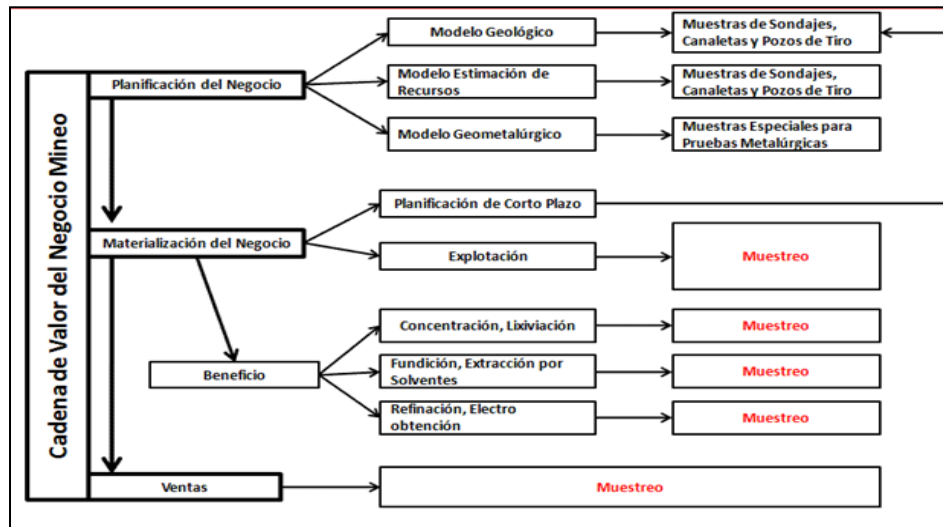 Cadena de Valor del Negocio Mineo
Planificación del Negocio
Modelo Geológico
Muestras de Sondajes,
Canaletas y Pozos de Tiro
Modelo Estimación de
Recursos
Muestras de Sondajes,
Canaletas y Pozos de Tiro
Modelo Geometalúrgico
Muestras Especiales para
Pruebas Metalúrgicas
Materialización del Negocio
Planificación de Corto Plazo
Explotación
Muestreo
Beneficio
Concentración, Lixiviación
Muestreo
Fundición, Extracción por
Solventes
Muestreo
Refinación, Electro
obtención
Muestreo
Ventas
Muestreo